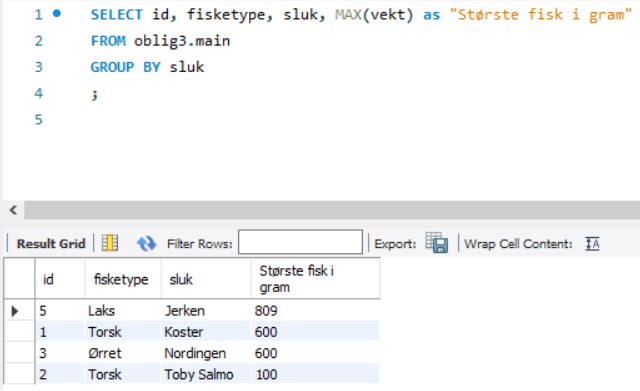 1 SELECT id, fisketype, sluk, MAX(vekt) as "Største fisk i gram"
2 FROM oblig3.main
3 GROUP BY sluk
4 ;
5
Result Grid Filter Rows: Export: Wrap Cell Content: IA
id fisketype sluk Største fisk i
gram
5 Laks Jerken 809
1 Torsk Koster 600
3 Ørret Nordingen 600
2 Torsk Toby Salmo 100